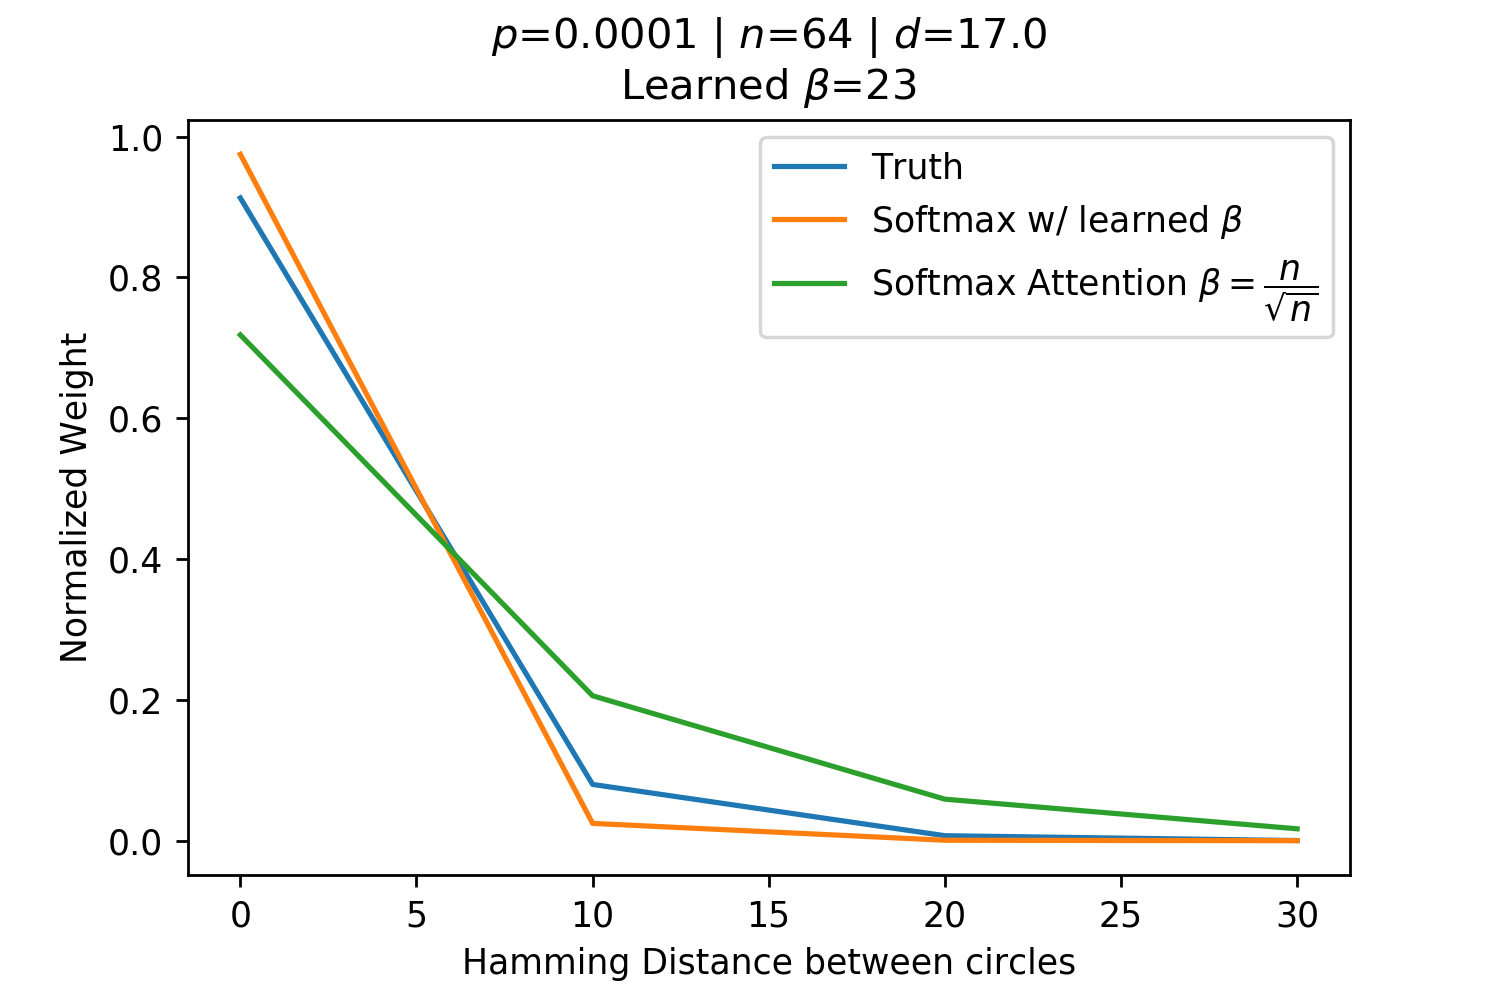 p=0.0001 | n=64 | d=17.0
Learned β=23
Truth
Softmax w/ learned β
Softmax Attention β = n/√n
1.0
0.8
0.6
0.4
0.2
0.0
Normalized Weight
0 5 10 15 20 25 30
Hamming Distance between circles